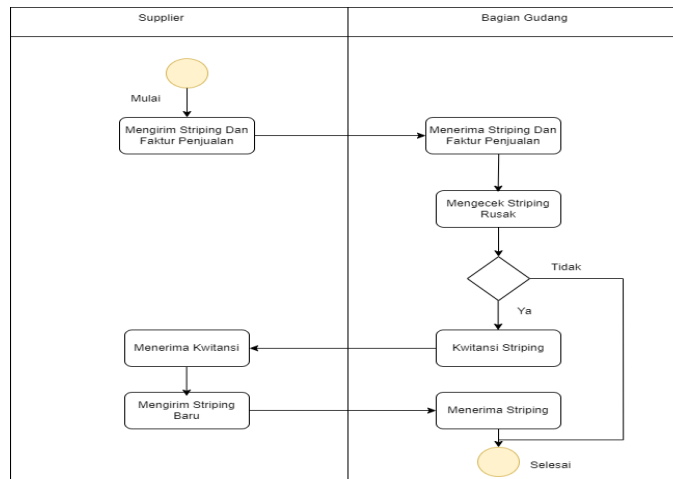 Supplier
Bagian Gudang
Mulai
Mengirim Striping Dan
Faktur Penjualan
Menerima Striping Dan
Faktur Penjualan
Mengecek Striping
Rusak
Tidak
Ya
Menerima Kwitansi
Kwitansi Striping
Mengirim Striping
Baru
Menerima Striping
Selesai